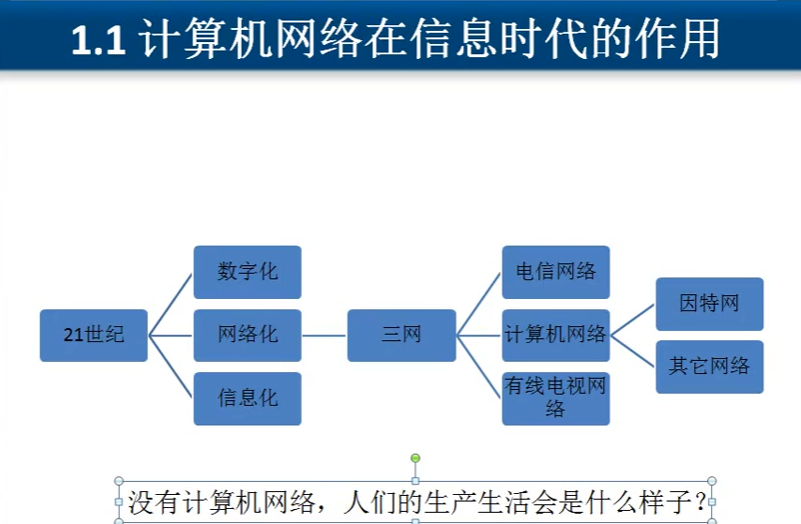 1.1 计算机网络在信息时代的作用
21世纪
数字化
网络化
信息化
三网
电信网络
计算机网络
有线电视网
络
因特网
其它网络
没有计算机网络，人们的生产生活会是什么样子？